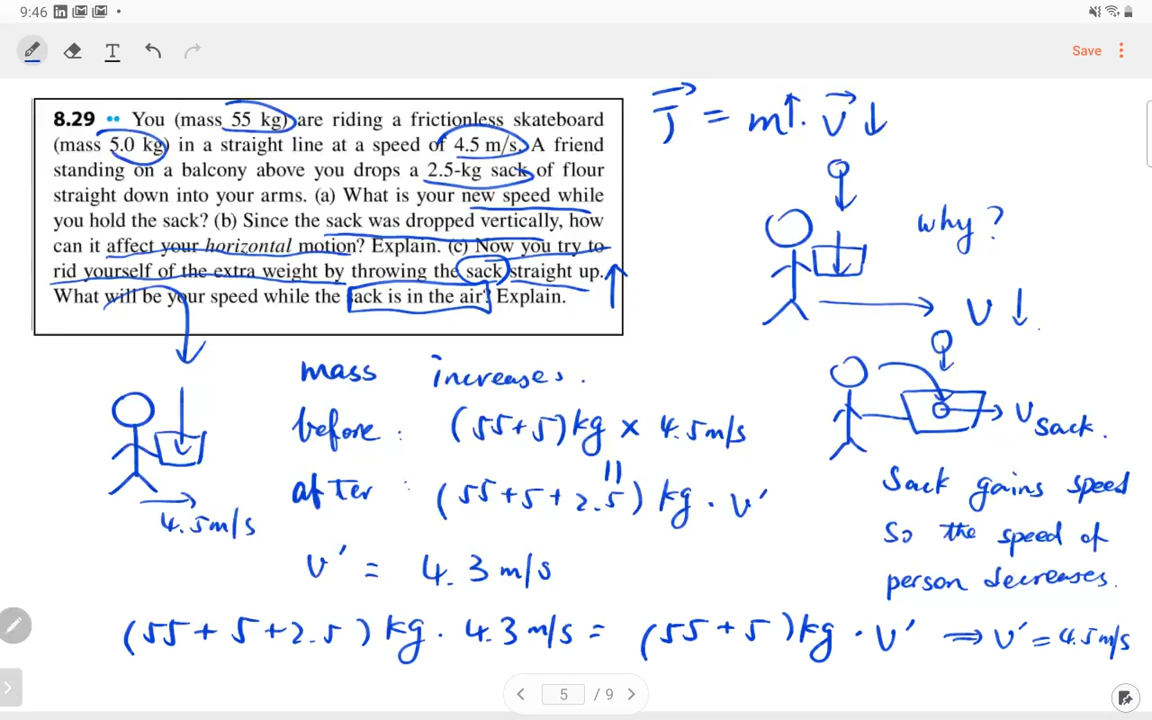 9:46
Save
8.29 •• You (mass 55 kg) are riding a frictionless skateboard
(mass 5.0 kg) in a straight line at a speed of 4.5 m/s. A friend
standing on a balcony above you drops a 2.5-kg sack of flour
straight down into your arms. (a) What is your new speed while
you hold the sack? (b) Since the sack was dropped vertically, how
can it affect your horizontal motion? Explain. (c) Now you try to
rid yourself of the extra weight by throwing the sack straight up.
What will be your speed while the sack is in the air? Explain.
J = m↑ · V↓
why?
V ↓
mass increases.
before: (55+5)kg × 4.5m/s
=
after: (55+5+2.5) kg · v'
4.5m/s
v' = 4.3 m/s
V sack.
Sack gains speed
So the speed of
person decreases.
(55+5+2.5) kg · 4.3 m/s = (55+5) kg · v' ⇒ v' = 4.5m/s
5 / 9